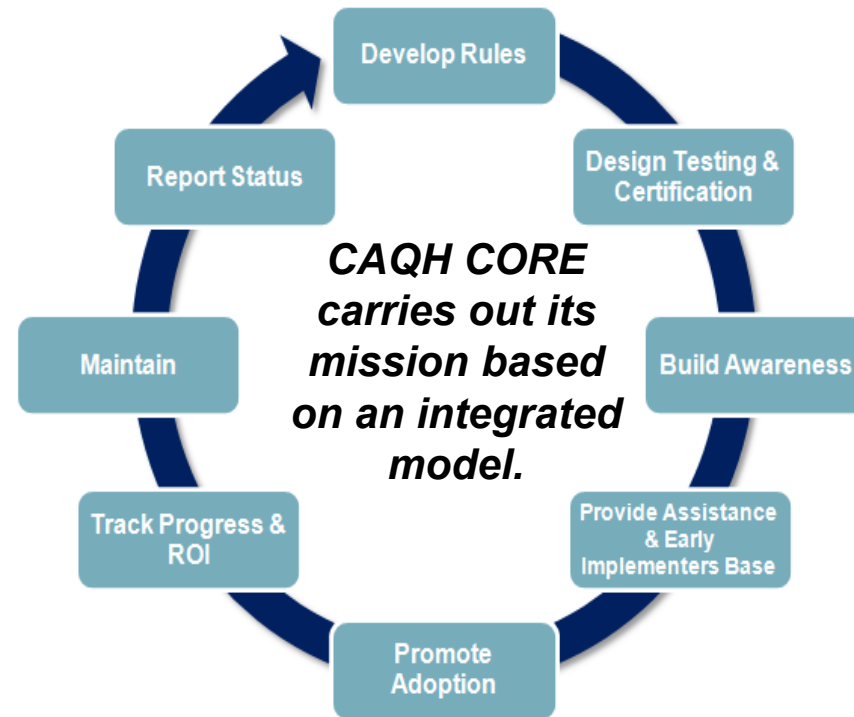 Develop Rules
Design Testing &
Certification
Build Awareness
Provide Assistance
& Early
Implementers Base
Promote
Adoption
Track Progress &
ROI
Maintain
Report Status
CAQH CORE
carries out its
mission based
on an integrated
model.